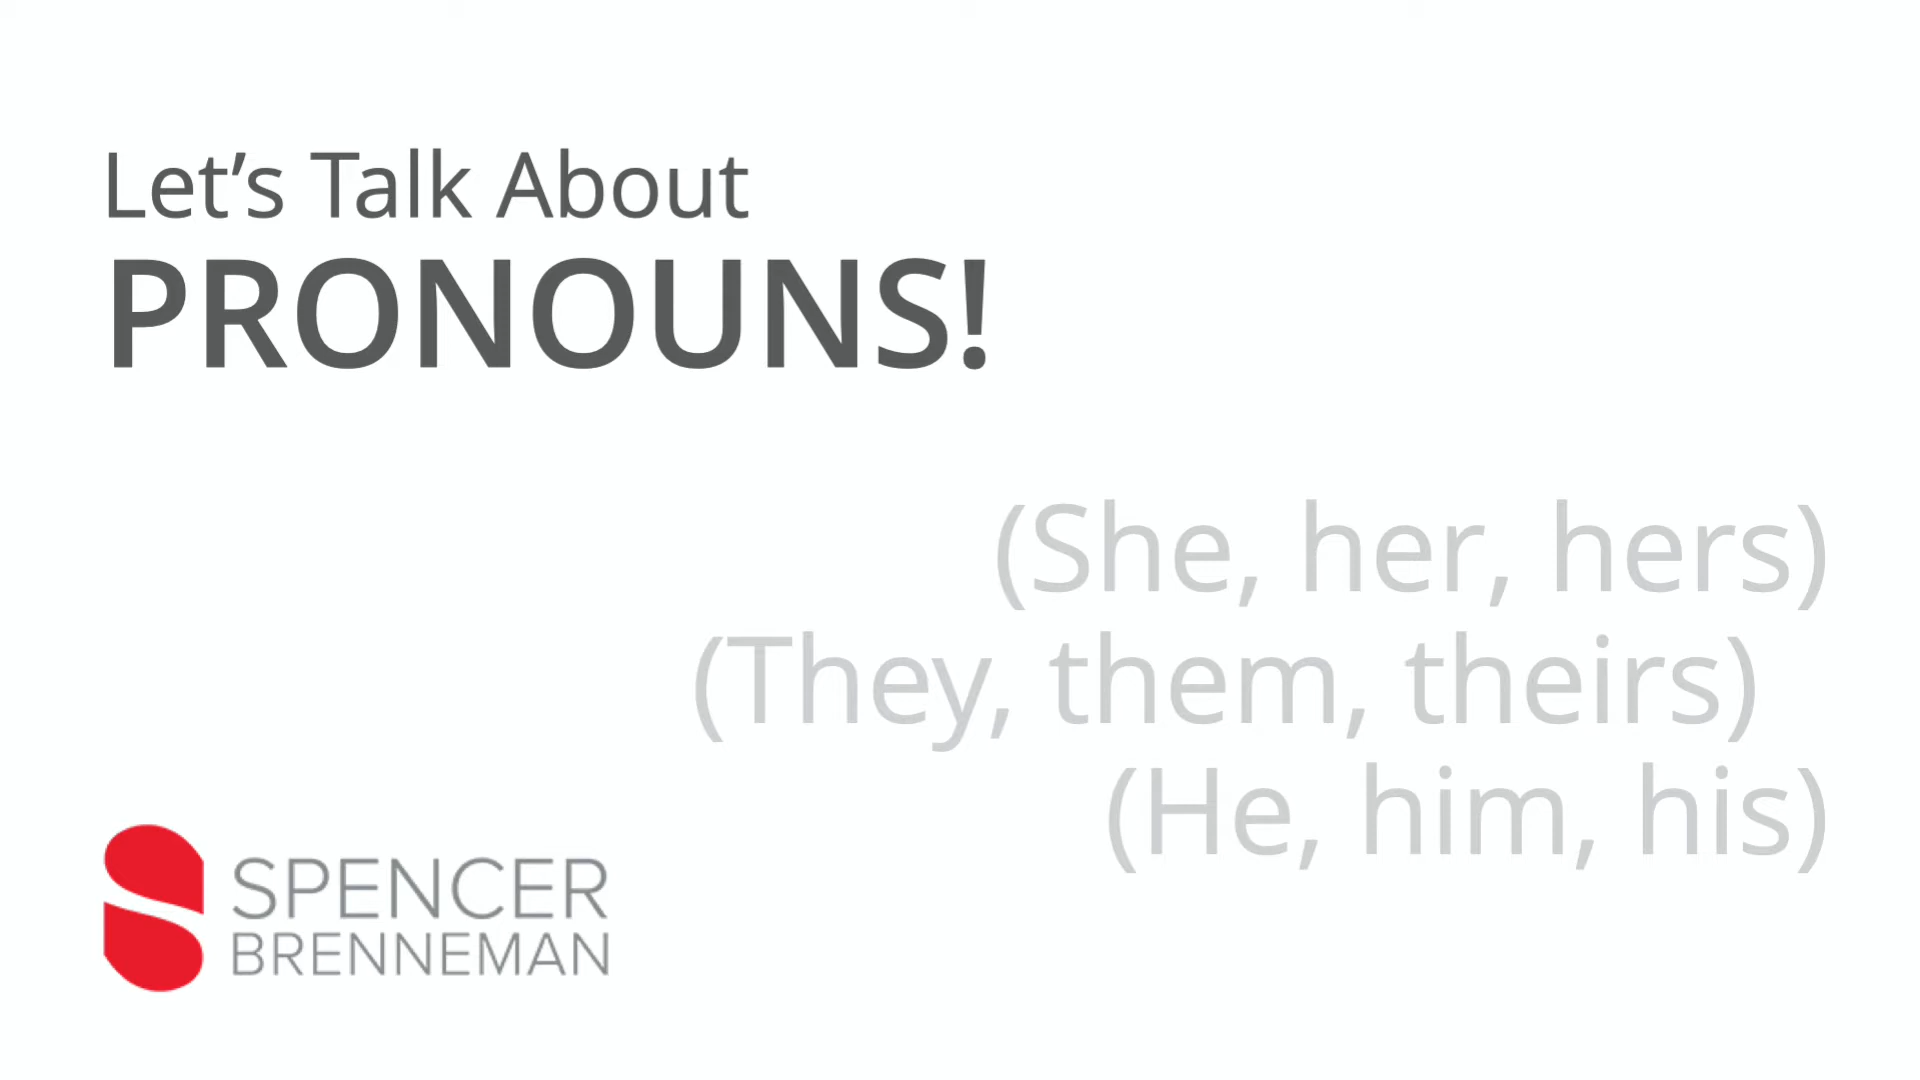 Let’s Talk About
PRONOUNS!
(She, her, hers)
(They, them, theirs)
(He, him, his)
SPENCER
BRENNEMAN